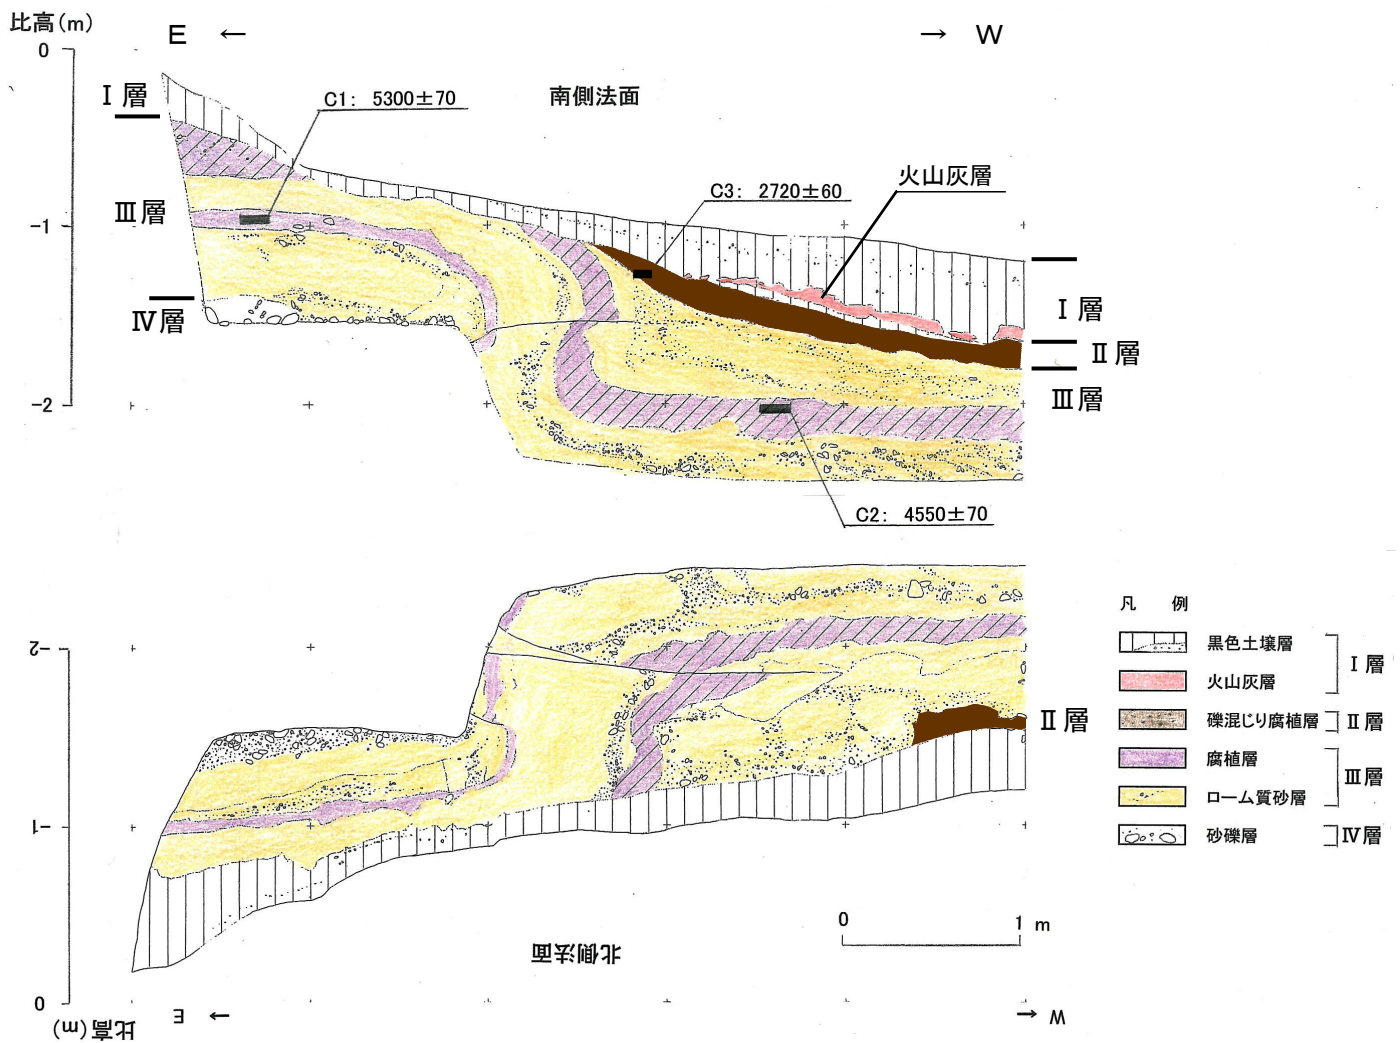 比高(m)
E ← → W
0
南側法面
Ⅰ層
C1: 5300±70
C3: 2720±60
火山灰層
Ⅲ層
-1
Ⅳ層
Ⅰ層
Ⅱ層
Ⅲ層
-2
C2: 4550±70
凡 例
黒色土壌層
火山灰層
Ⅰ層
礫混じり腐植層
Ⅱ層
腐植層
ローム質砂層
Ⅲ層
砂礫層
Ⅳ層
-2
Ⅱ層
-1
0 1 m
北側法面
0
E ← → W
比高(m)